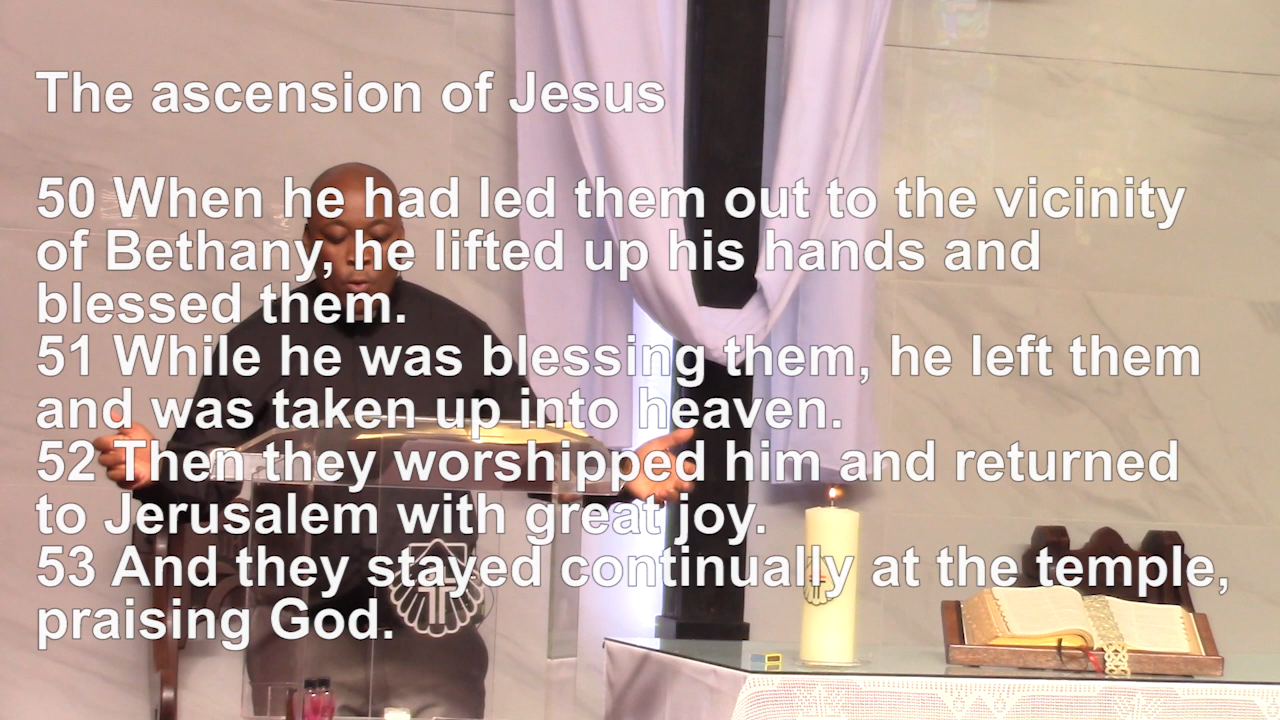 The ascension of Jesus
50 When he had led them out to the vicinity
of Bethany, he lifted up his hands and
blessed them.
51 While he was blessing them, he left them
and was taken up into heaven.
52 Then they worshipped him and returned
to Jerusalem with great joy.
53 And they stayed continually at the temple,
praising God.